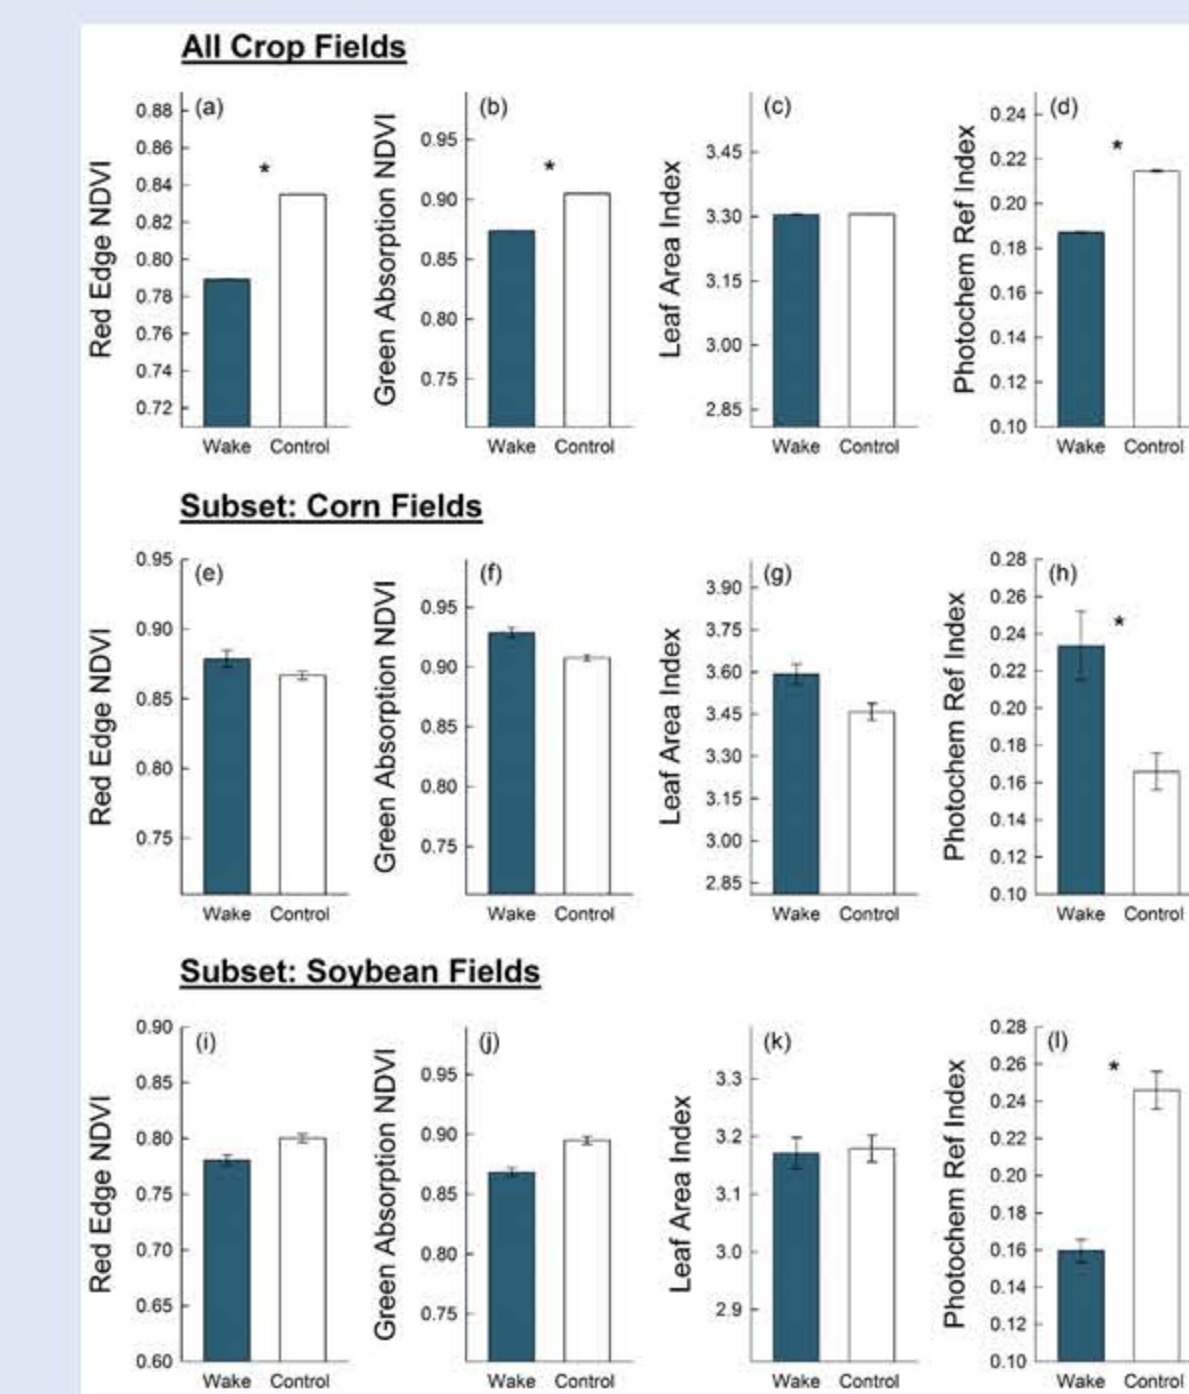 All Crop Fields
(a) (b) (c) (d)
Red Edge NDVI
0.88
0.86
0.84
0.82
0.80
0.78
0.76
0.74
0.72
*
Wake Control
Green Absorption NDVI
0.95
0.90
0.85
0.80
0.75
*
Wake Control
Leaf Area Index
3.45
3.30
3.15
3.00
2.85
Wake Control
Photochem Ref Index
0.24
0.22
0.20
0.18
0.16
0.14
0.12
0.10
*
Wake Control
Subset: Corn Fields
(e) (f) (g) (h)
Red Edge NDVI
0.95
0.90
0.85
0.80
0.75
Wake Control
Green Absorption NDVI
0.95
0.90
0.85
0.80
0.75
Wake Control
Leaf Area Index
3.90
3.75
3.60
3.45
3.30
3.15
3.00
2.85
Wake Control
Photochem Ref Index
0.28
0.26
0.24
0.22
0.20
0.18
0.16
0.14
0.12
0.10
*
Wake Control
Subset: Soybean Fields
(i) (j) (k) (l)
Red Edge NDVI
0.90
0.85
0.80
0.75
0.70
0.65
0.60
Wake Control
Green Absorption NDVI
0.95
0.90
0.85
0.80
0.75
Wake Control
Leaf Area Index
3.3
3.2
3.1
3.0
2.9
Wake Control
Photochem Ref Index
0.28
0.26
0.24
0.22
0.20
0.18
0.16
0.14
0.12
0.10
*
Wake Control